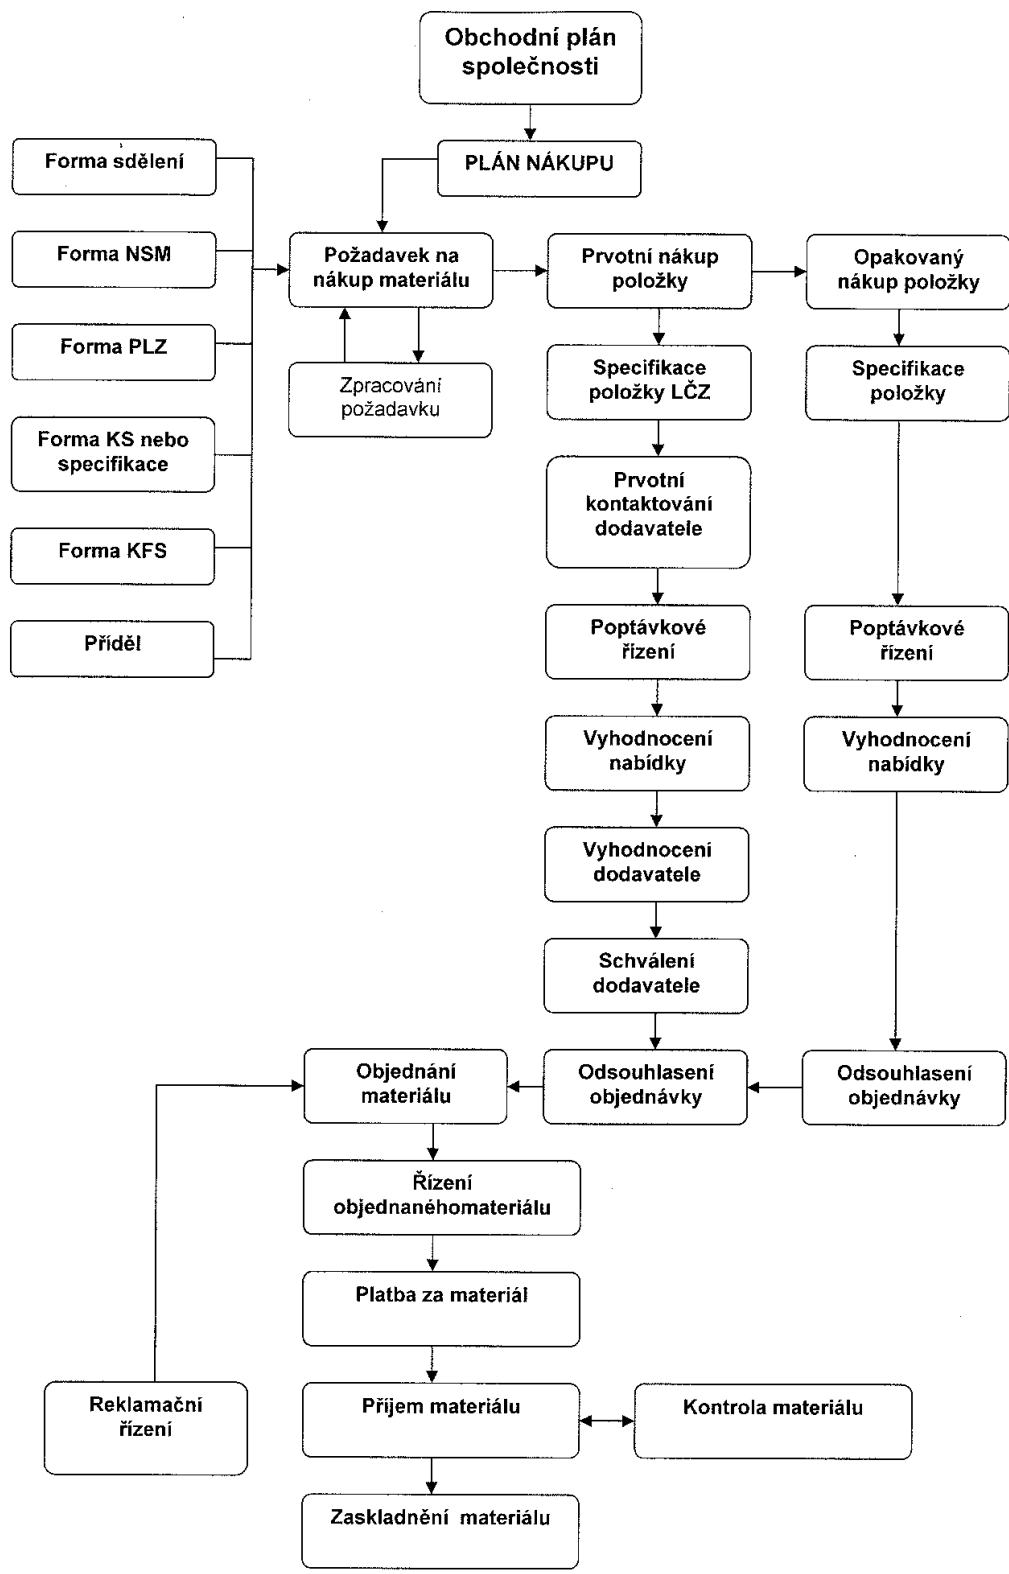 Obchodní plán
společnosti
PLÁN NÁKUPU
Forma sdělení
Forma NSM
Forma PLZ
Forma KS nebo
specifikace
Forma KFS
Příděl
Požadavek na
nákup materiálu
Zpracování
požadavku
Prvotní nákup
položky
Specifikace
položky LČZ
Prvotní
kontaktování
dodavatele
Poptávkové
řízení
Vyhodnocení
nabídky
Vyhodnocení
dodavatele
Schválení
dodavatele
Odsouhlasení
objednávky
Opakovaný
nákup položky
Specifikace
položky
Poptávkové
řízení
Vyhodnocení
nabídky
Odsouhlasení
objednávky
Objednání
materiálu
Řízení
objednanéhomateriálu
Platba za materiál
Příjem materiálu
Kontrola materiálu
Reklamační
řízení
Zaskladnění materiálu